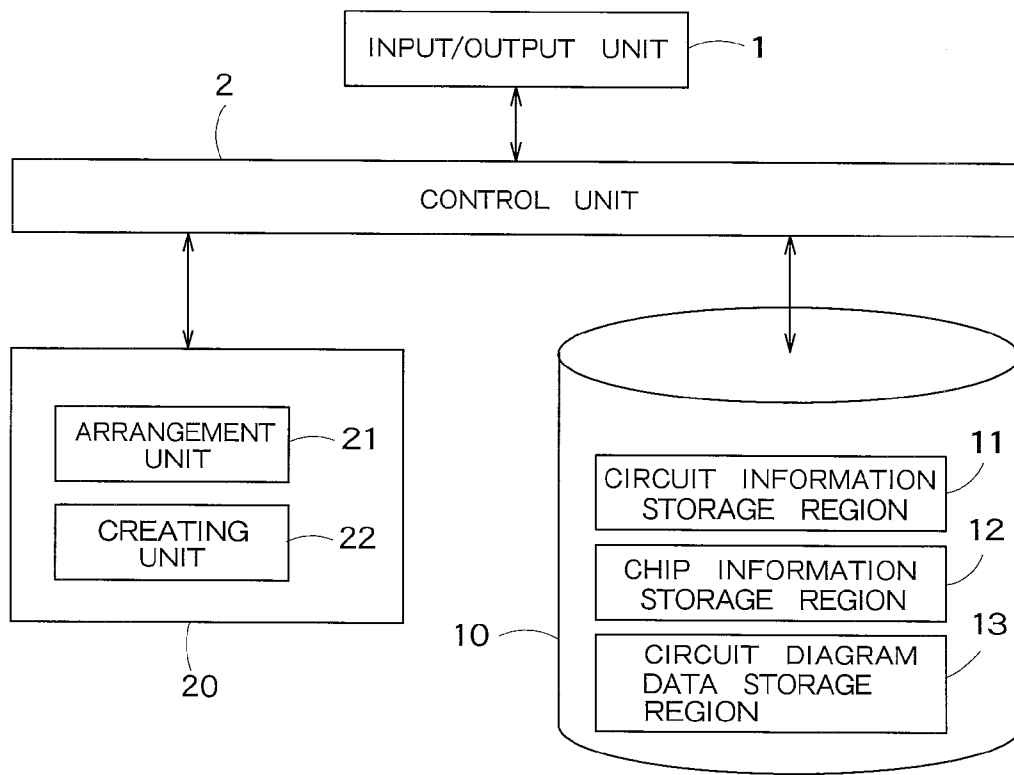 INPUT/OUTPUT UNIT
1
2
CONTROL UNIT
ARRANGEMENT
UNIT
21
CREATING
UNIT
22
20
10
CIRCUIT INFORMATION
STORAGE REGION
11
CHIP INFORMATION
STORAGE REGION
12
CIRCUIT DIAGRAM
DATA STORAGE
REGION
13